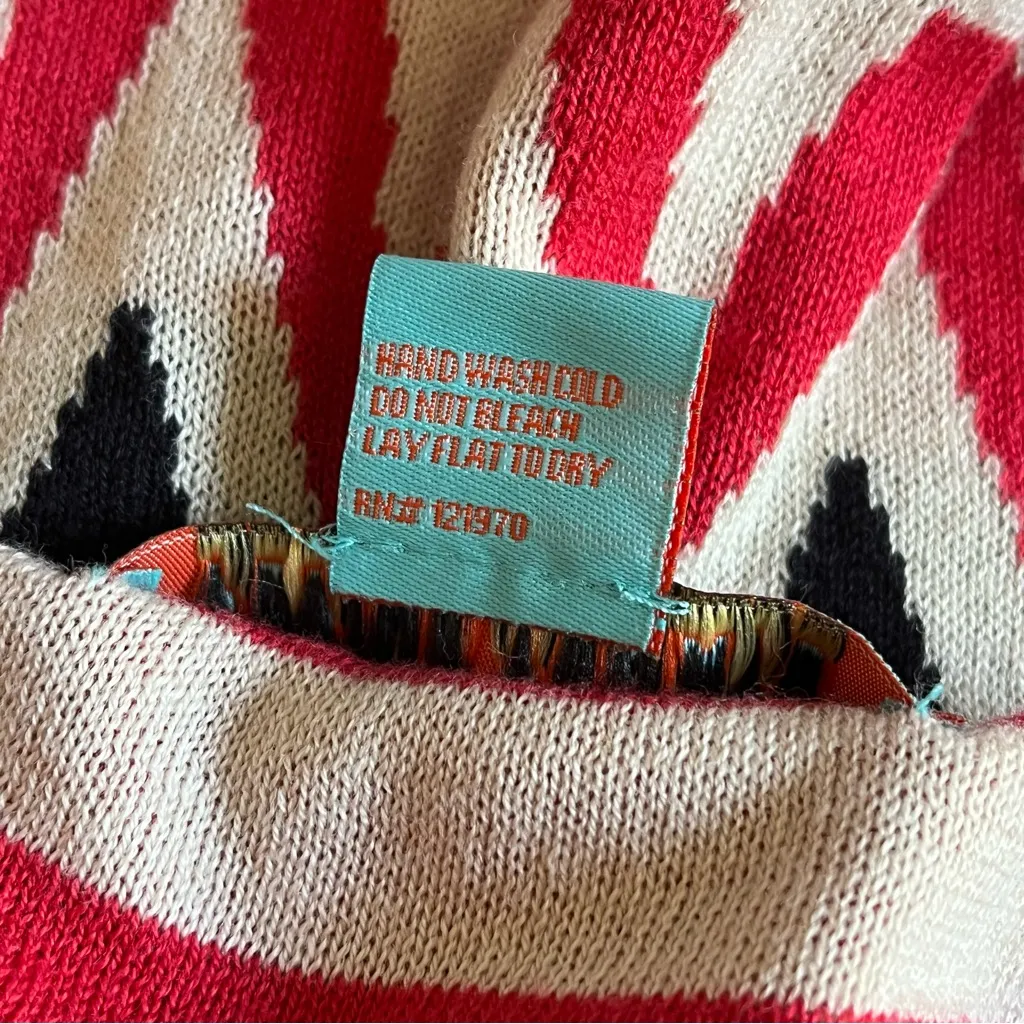 HAND WASH COLD
DO NOT BLEACH
LAY FLAT TO DRY
RN# 121970